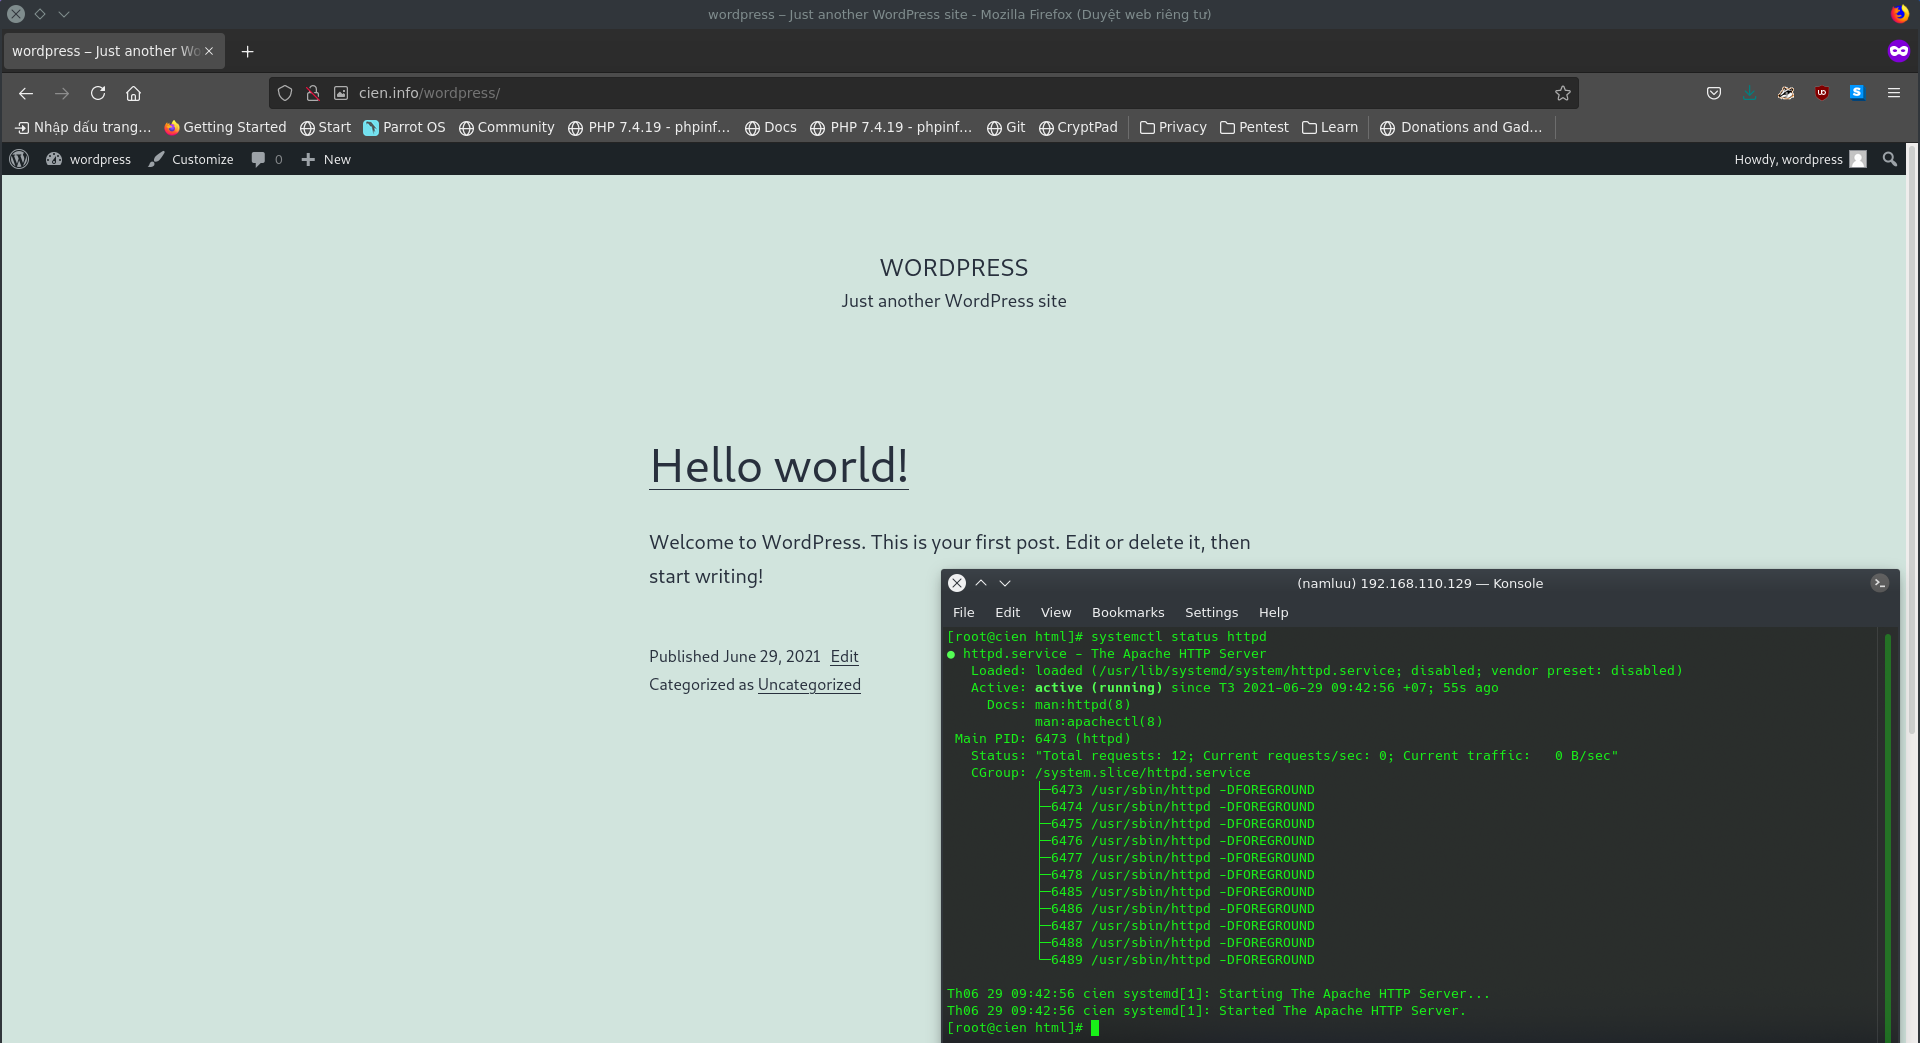 wordpress – Just another WordPress site - Mozilla Firefox (Duyệt web riêng tư)
wordpress – Just another Wo
cien.info/wordpress/
Nhập dấu trang… Getting Started Start Parrot OS Community PHP 7.4.19 - phpinf… Docs PHP 7.4.19 - phpinf… Git CryptPad Privacy Pentest Learn Donations and Gad…
wordpress Customize 0 New Howdy, wordpress
WORDPRESS
Just another WordPress site
Hello world!
Welcome to WordPress. This is your first post. Edit or delete it, then
start writing!
Published June 29, 2021 Edit
Categorized as Uncategorized
(namluu) 192.168.110.129 — Konsole
File Edit View Bookmarks Settings Help
[root@cien html]# systemctl status httpd
● httpd.service - The Apache HTTP Server
Loaded: loaded (/usr/lib/systemd/system/httpd.service; disabled; vendor preset: disabled)
Active: active (running) since T3 2021-06-29 09:42:56 +07; 55s ago
Docs: man:httpd(8)
man:apachectl(8)
Main PID: 6473 (httpd)
Status: "Total requests: 12; Current requests/sec: 0; Current traffic:   0 B/sec"
CGroup: /system.slice/httpd.service
├─6473 /usr/sbin/httpd -DFOREGROUND
├─6474 /usr/sbin/httpd -DFOREGROUND
├─6475 /usr/sbin/httpd -DFOREGROUND
├─6476 /usr/sbin/httpd -DFOREGROUND
├─6477 /usr/sbin/httpd -DFOREGROUND
├─6478 /usr/sbin/httpd -DFOREGROUND
├─6485 /usr/sbin/httpd -DFOREGROUND
├─6486 /usr/sbin/httpd -DFOREGROUND
├─6487 /usr/sbin/httpd -DFOREGROUND
├─6488 /usr/sbin/httpd -DFOREGROUND
└─6489 /usr/sbin/httpd -DFOREGROUND
Th06 29 09:42:56 cien systemd[1]: Starting The Apache HTTP Server...
Th06 29 09:42:56 cien systemd[1]: Started The Apache HTTP Server.
[root@cien html]#